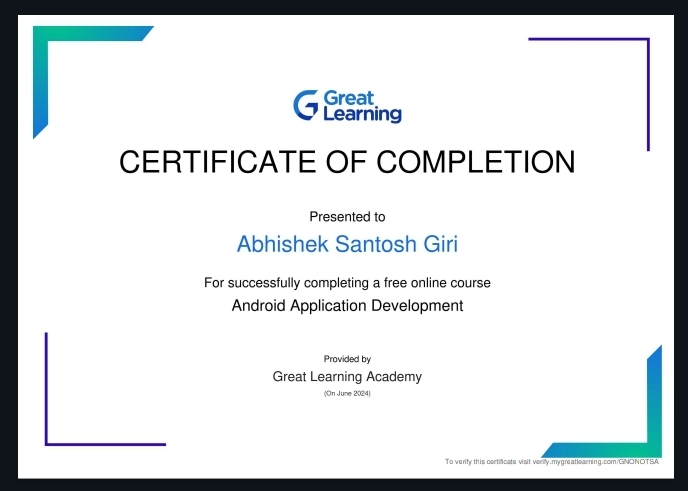 Great
Learning
CERTIFICATE OF COMPLETION
Presented to
Abhishek Santosh Giri
For successfully completing a free online course
Android Application Development
Provided by
Great Learning Academy
(On June 2024)
To verify this certificate visit verify.mygreatlearning.com/GNONOTSA